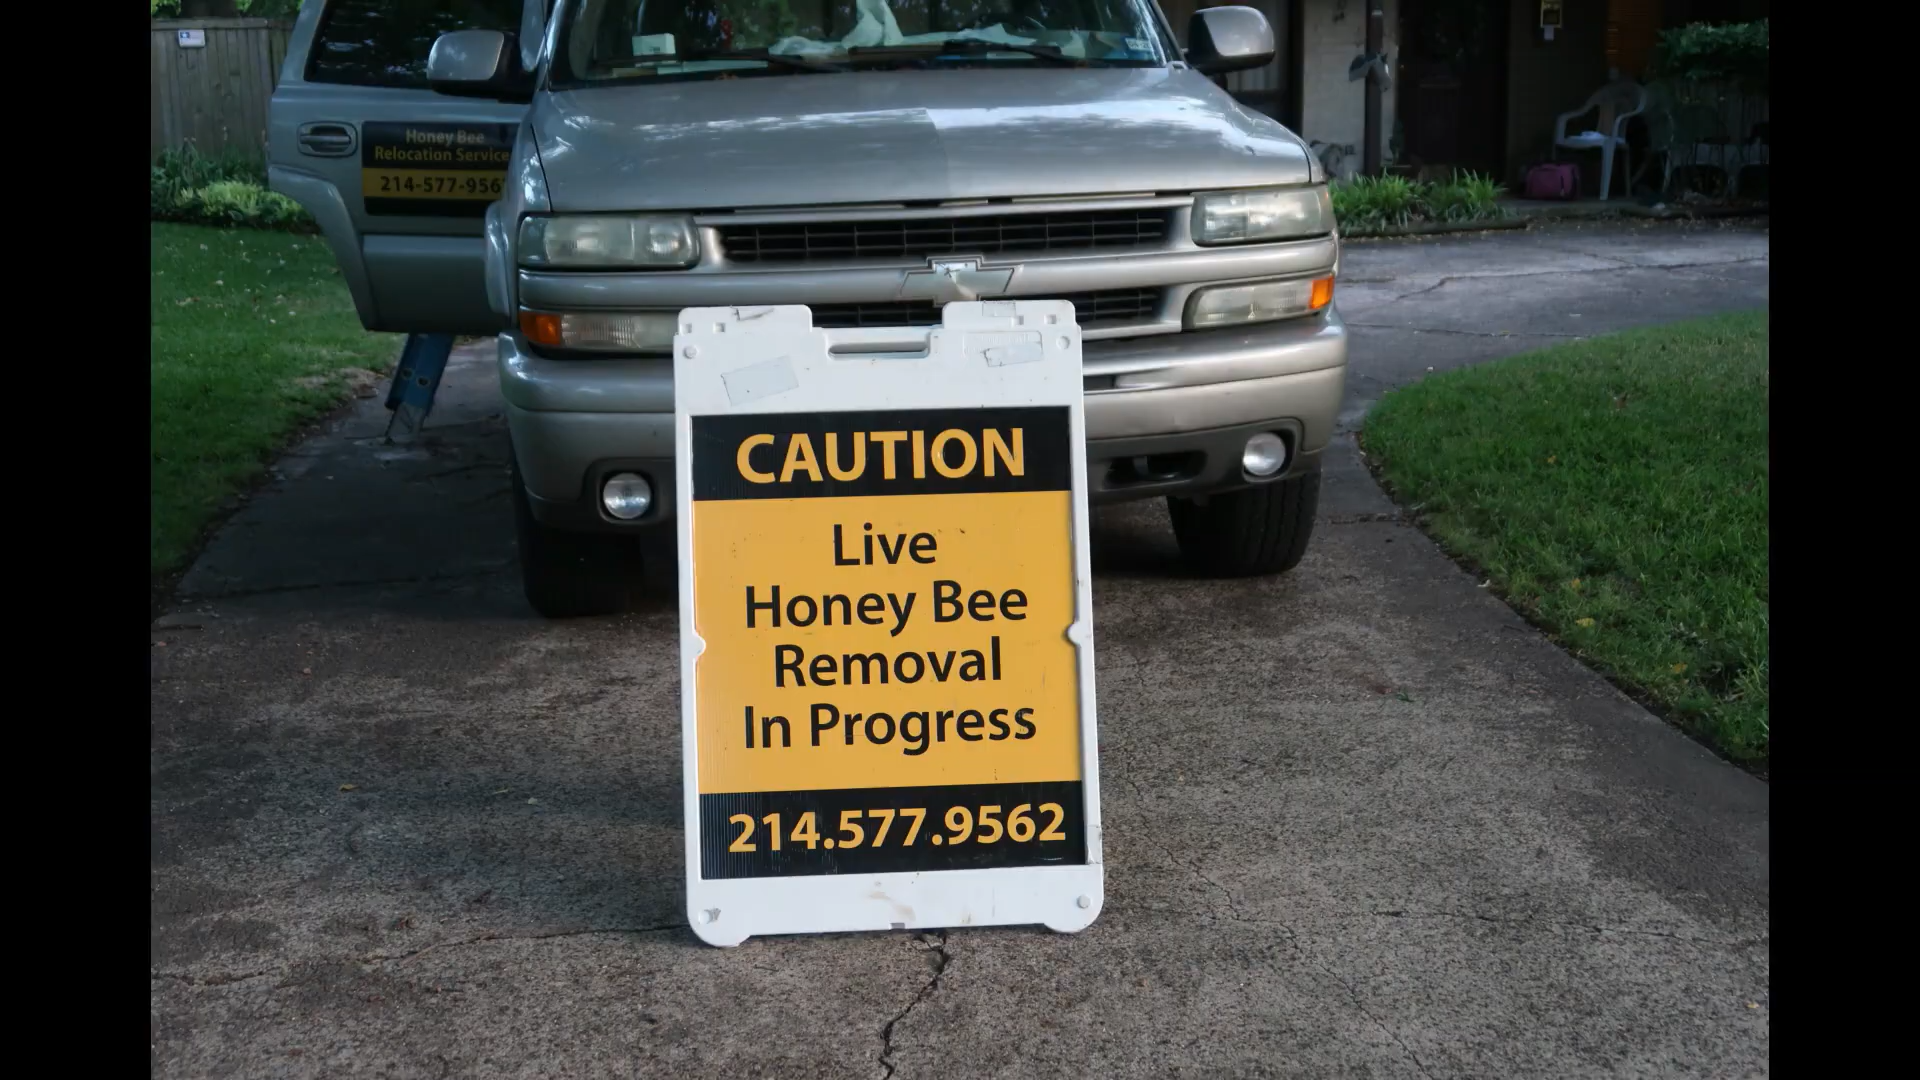 Honey Bee
Relocation Service
214-577-956
CAUTION
Live
Honey Bee
Removal
In Progress
214.577.9562